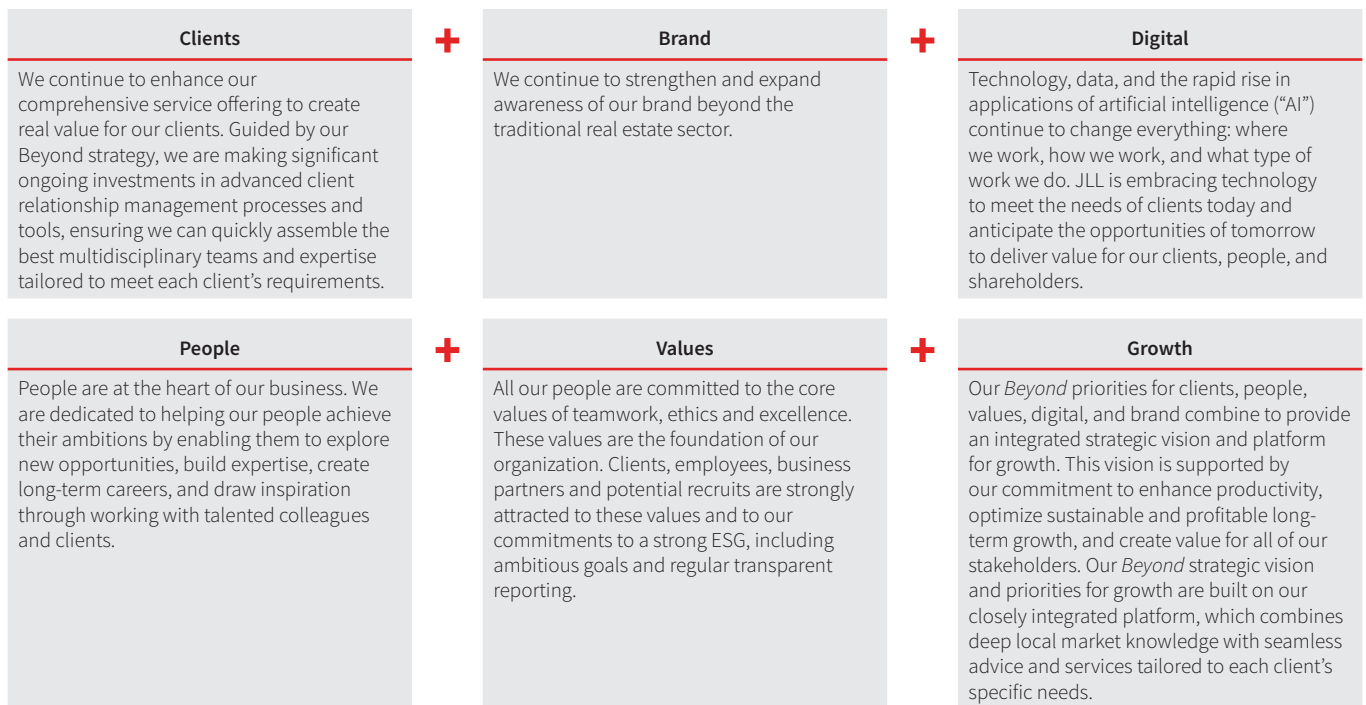 Clients
We continue to enhance our
comprehensive service offering to create
real value for our clients. Guided by our
Beyond strategy, we are making significant
ongoing investments in advanced client
relationship management processes and
tools, ensuring we can quickly assemble the
best multidisciplinary teams and expertise
tailored to meet each client’s requirements.
+
Brand
We continue to strengthen and expand
awareness of our brand beyond the
traditional real estate sector.
+
Digital
Technology, data, and the rapid rise in
applications of artificial intelligence (“AI”)
continue to change everything: where
we work, how we work, and what type of
work we do. JLL is embracing technology
to meet the needs of clients today and
anticipate the opportunities of tomorrow
to deliver value for our clients, people, and
shareholders.
People
People are at the heart of our business. We
are dedicated to helping our people achieve
their ambitions by enabling them to explore
new opportunities, build expertise, create
long-term careers, and draw inspiration
through working with talented colleagues
and clients.
+
Values
All our people are committed to the core
values of teamwork, ethics and excellence.
These values are the foundation of our
organization. Clients, employees, business
partners and potential recruits are strongly
attracted to these values and to our
commitments to a strong ESG, including
ambitious goals and regular transparent
reporting.
+
Growth
Our Beyond priorities for clients, people,
values, digital, and brand combine to provide
an integrated strategic vision and platform
for growth. This vision is supported by
our commitment to enhance productivity,
optimize sustainable and profitable long-
term growth, and create value for all of our
stakeholders. Our Beyond strategic vision
and priorities for growth are built on our
closely integrated platform, which combines
deep local market knowledge with seamless
advice and services tailored to each client’s
specific needs.